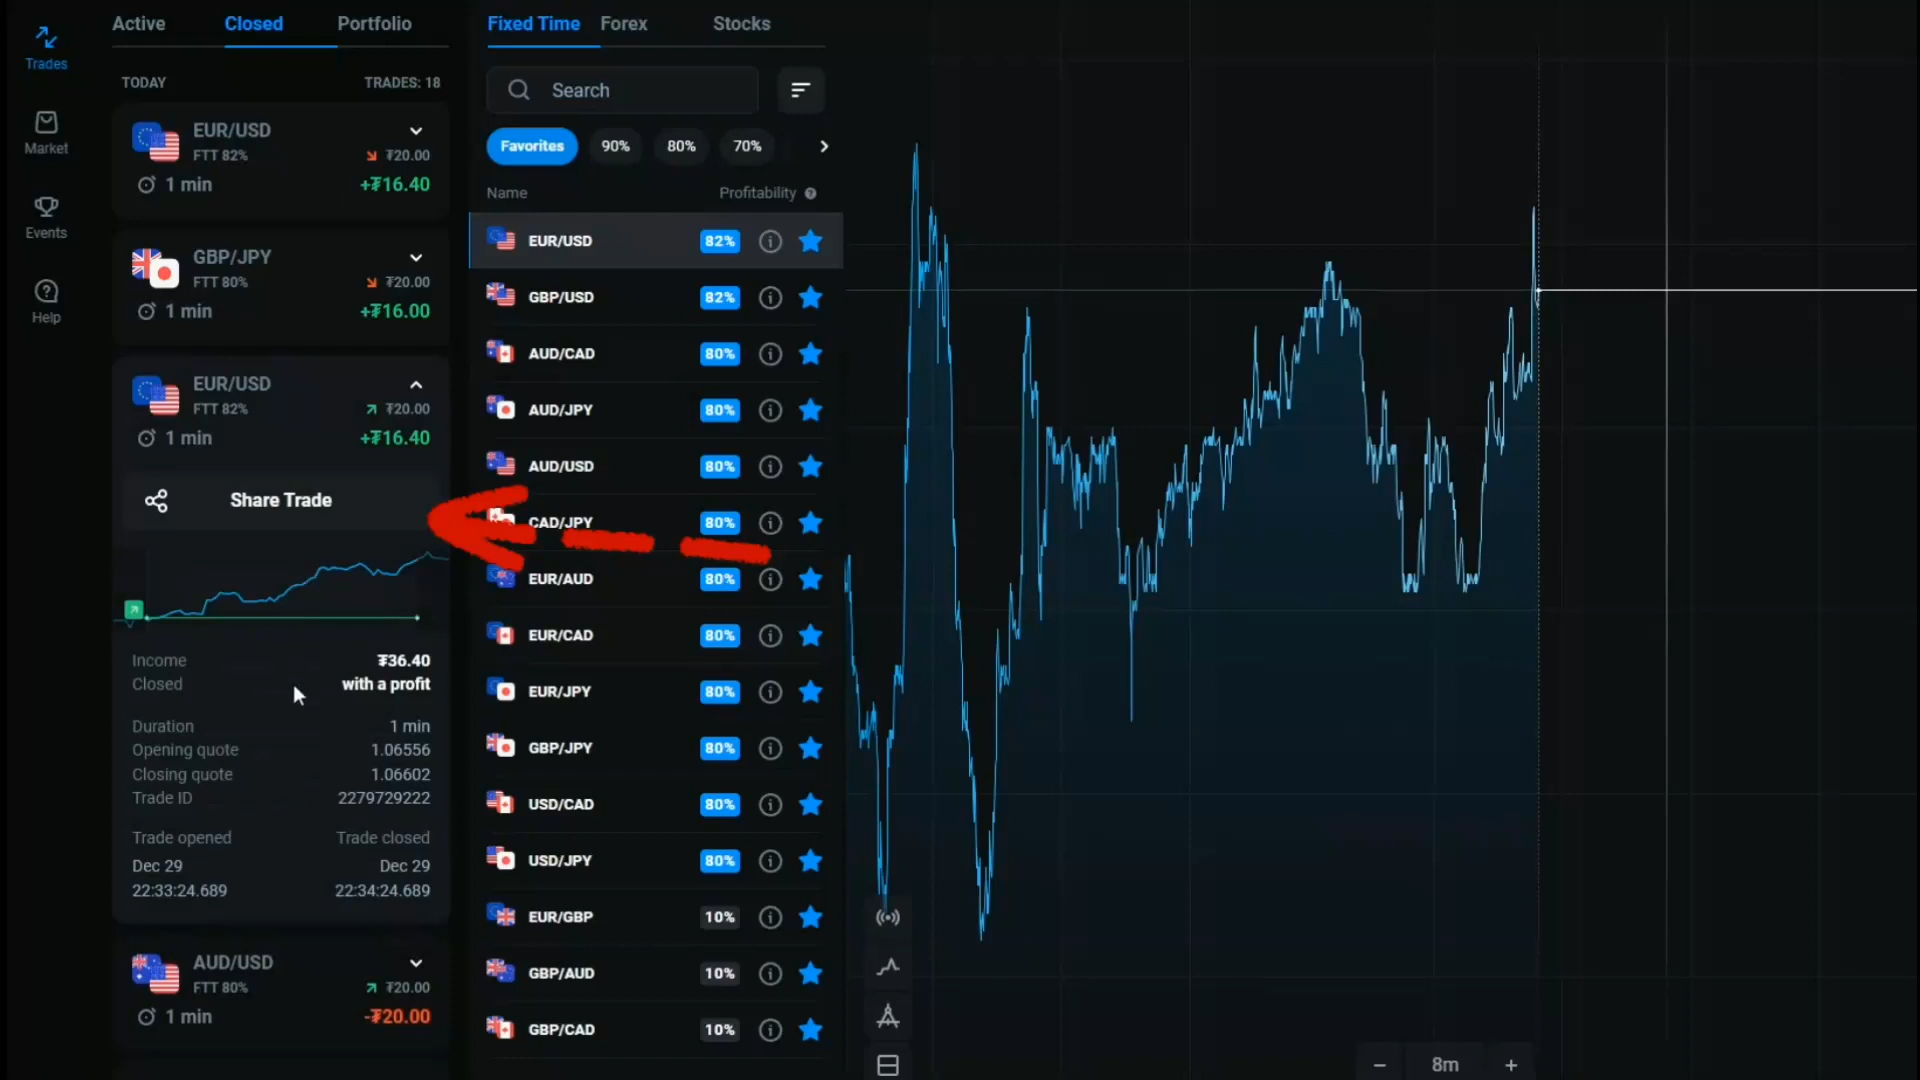 Trades
Market
Events
Help
Active Closed Portfolio
TODAY TRADES: 18
EUR/USD
FTT 82% ₮20.00
1 min +₮16.40
GBP/JPY
FTT 80% ₮20.00
1 min +₮16.00
EUR/USD
FTT 82% ₮20.00
1 min +₮16.40
Share Trade
Income ₮36.40
Closed with a profit
Duration 1 min
Opening quote 1.06556
Closing quote 1.06602
Trade ID 2279729222
Trade opened Trade closed
Dec 29 Dec 29
22:33:24.689 22:34:24.689
AUD/USD
FTT 80% ₮20.00
1 min -₮20.00
Fixed Time Forex Stocks
Search
Favorites 90% 80% 70%
Name Profitability ?
EUR/USD 82%
GBP/USD 82%
AUD/CAD 80%
AUD/JPY 80%
AUD/USD 80%
CAD/JPY 80%
EUR/AUD 80%
EUR/CAD 80%
EUR/JPY 80%
GBP/JPY 80%
USD/CAD 80%
USD/JPY 80%
EUR/GBP 10%
GBP/AUD 10%
GBP/CAD 10%
− 8m +